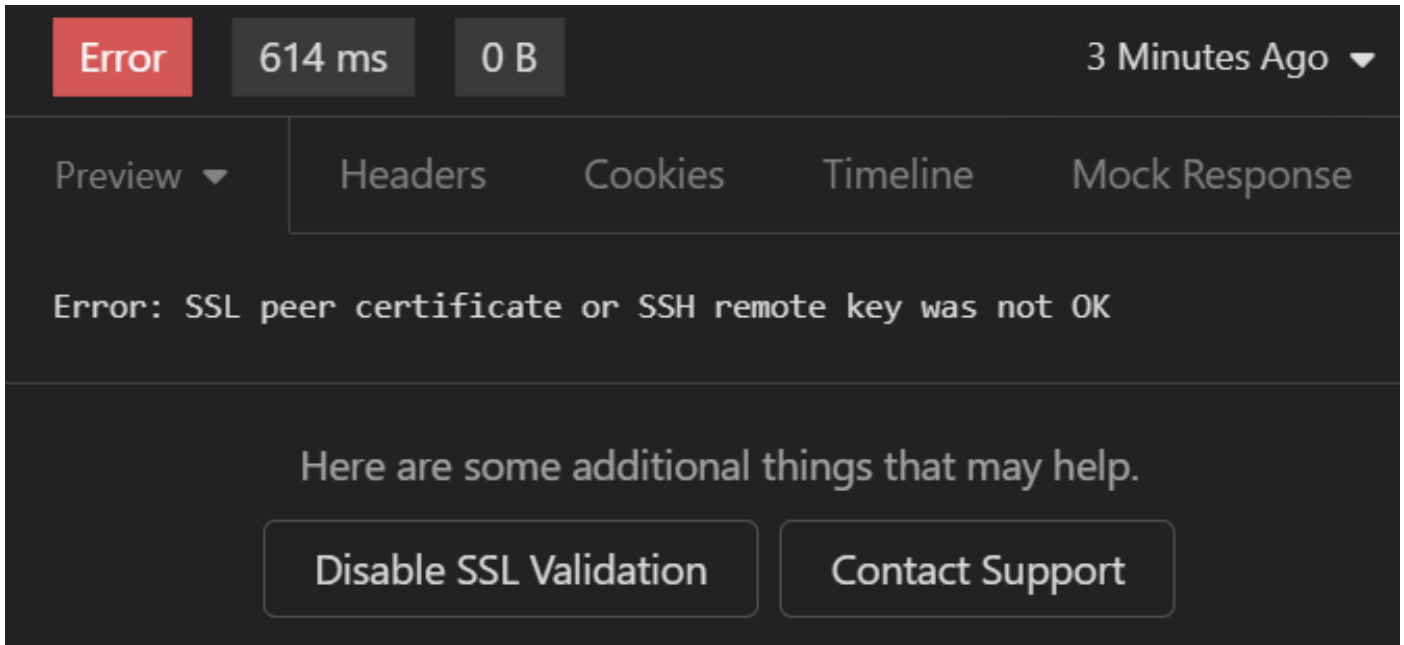 Error 614 ms 0 B 3 Minutes Ago
Preview Headers Cookies Timeline Mock Response
Error: SSL peer certificate or SSH remote key was not OK
Here are some additional things that may help.
Disable SSL Validation Contact Support